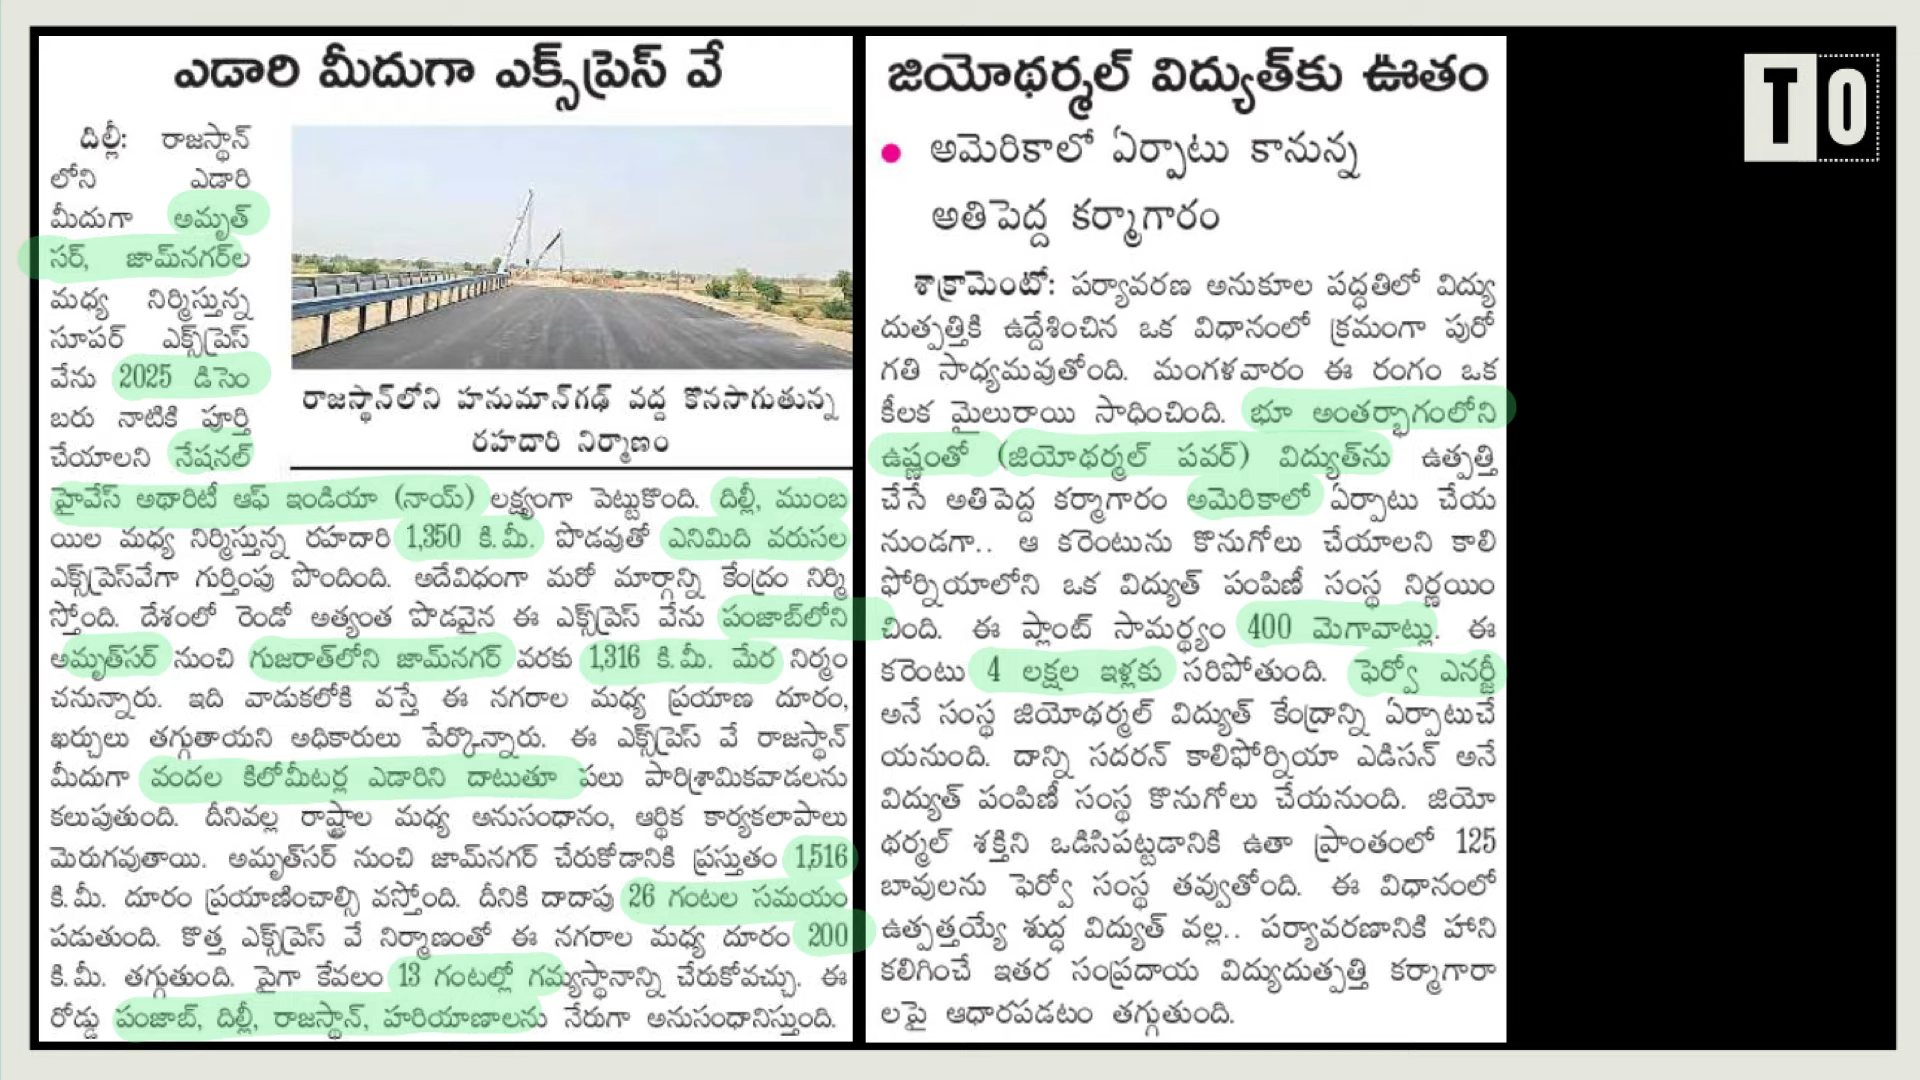 ఎడారి మీదుగా ఎక్స్‌ప్రెస్ వే
దిల్లీ: రాజస్థాన్
లోని ఎడారి
మీదుగా అమృత్
సర్, జామ్‌నగర్‌ల
మధ్య నిర్మిస్తున్న
సూపర్ ఎక్స్‌ప్రెస్
వేను 2025 డిసెం
బరు నాటికి పూర్తి
చేయాలని నేషనల్
రాజస్థాన్‌లోని హనుమాన్‌గఢ్ వద్ద కొనసాగుతున్న
రహదారి నిర్మాణం
హైవేస్ అథారిటీ ఆఫ్ ఇండియా (నాయ్) లక్ష్యంగా పెట్టుకొంది. దిల్లీ, ముంబ
యిల మధ్య నిర్మిస్తున్న రహదారి 1,350 కి.మీ. పొడవుతో ఎనిమిది వరుసల
ఎక్స్‌ప్రెస్‌వేగా గుర్తింపు పొందింది. అదేవిధంగా మరో మార్గాన్ని కేంద్రం నిర్మి
స్తోంది. దేశంలో రెండో అత్యంత పొడవైన ఈ ఎక్స్‌ప్రెస్ వేను పంజాబ్‌లోని
అమృత్‌సర్ నుంచి గుజరాత్‌లోని జామ్‌నగర్ వరకు 1,316 కి.మీ. మేర నిర్మిం
చనున్నారు. ఇది వాడుకలోకి వస్తే ఈ నగరాల మధ్య ప్రయాణ దూరం,
ఖర్చులు తగ్గుతాయని అధికారులు పేర్కొన్నారు. ఈ ఎక్స్‌ప్రెస్ వే రాజస్థాన్
మీదుగా వందల కిలోమీటర్ల ఎడారిని దాటుతూ పలు పారిశ్రామికవాడలను
కలుపుతుంది. దీనివల్ల రాష్ట్రాల మధ్య అనుసంధానం, ఆర్థిక కార్యకలాపాలు
మెరుగవుతాయి. అమృత్‌సర్ నుంచి జామ్‌నగర్ చేరుకోడానికి ప్రస్తుతం 1,516
కి.మీ. దూరం ప్రయాణించాల్సి వస్తోంది. దీనికి దాదాపు 26 గంటల సమయం
పడుతుంది. కొత్త ఎక్స్‌ప్రెస్ వే నిర్మాణంతో ఈ నగరాల మధ్య దూరం 200
కి.మీ. తగ్గుతుంది. పైగా కేవలం 13 గంటల్లో గమ్యస్థానాన్ని చేరుకోవచ్చు. ఈ
రోడ్డు పంజాబ్, దిల్లీ, రాజస్థాన్, హరియాణాలను నేరుగా అనుసంధానిస్తుంది.
జియోథర్మల్ విద్యుత్‌కు ఊతం
● అమెరికాలో ఏర్పాటు కానున్న
అతిపెద్ద కర్మాగారం
శాక్రామెంటో: పర్యావరణ అనుకూల పద్ధతిలో విద్యు
దుత్పత్తికి ఉద్దేశించిన ఒక విధానంలో క్రమంగా పురో
గతి సాధ్యమవుతోంది. మంగళవారం ఈ రంగం ఒక
కీలక మైలురాయి సాధించింది. భూ అంతర్భాగంలోని
ఉష్ణంతో (జియోథర్మల్ పవర్) విద్యుత్‌ను ఉత్పత్తి
చేసే అతిపెద్ద కర్మాగారం అమెరికాలో ఏర్పాటు చేయ
నుండగా.. ఆ కరెంటును కొనుగోలు చేయాలని కాలి
ఫోర్నియాలోని ఒక విద్యుత్ పంపిణీ సంస్థ నిర్ణయిం
చింది. ఈ ప్లాంట్ సామర్థ్యం 400 మెగావాట్లు. ఈ
కరెంటు 4 లక్షల ఇళ్లకు సరిపోతుంది. ఫెర్వో ఎనర్జీ
అనే సంస్థ జియోథర్మల్ విద్యుత్ కేంద్రాన్ని ఏర్పాటుచే
యనుంది. దాన్ని సదరన్ కాలిఫోర్నియా ఎడిసన్ అనే
విద్యుత్ పంపిణీ సంస్థ కొనుగోలు చేయనుంది. జియో
థర్మల్ శక్తిని ఒడిసిపట్టడానికి ఉతా ప్రాంతంలో 125
బావులను ఫెర్వో సంస్థ తవ్వుతోంది. ఈ విధానంలో
ఉత్పత్తయ్యే శుద్ధ విద్యుత్ వల్ల.. పర్యావరణానికి హాని
కలిగించే ఇతర సంప్రదాయ విద్యుదుత్పత్తి కర్మాగారా
లపై ఆధారపడటం తగ్గుతుంది.
TO